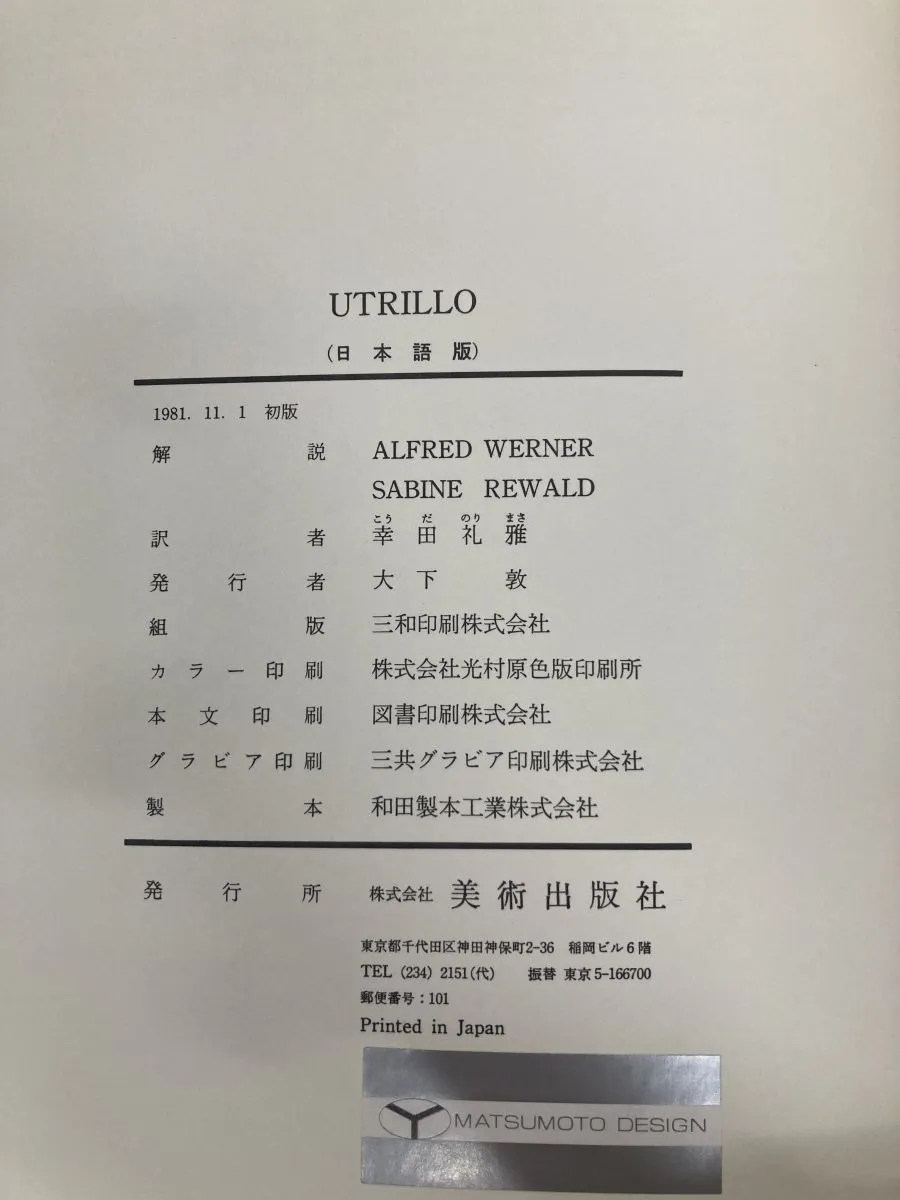 UTRILLO
(日本語版)
1981. 11. 1 初版
解説 ALFRED WERNER
SABINE REWALD
こうだのりまさ
訳者 幸田礼雅
発行者 大下敦
組版 三和印刷株式会社
カラー印刷 株式会社光村原色版印刷所
本文印刷 図書印刷株式会社
グラビア印刷 三共グラビア印刷株式会社
製本 和田製本工業株式会社
発行所 株式会社 美術出版社
東京都千代田区神田神保町2-36 稲岡ビル6階
TEL (234) 2151(代) 振替 東京5-166700
郵便番号：101
Printed in Japan
MATSUMOTO DESIGN